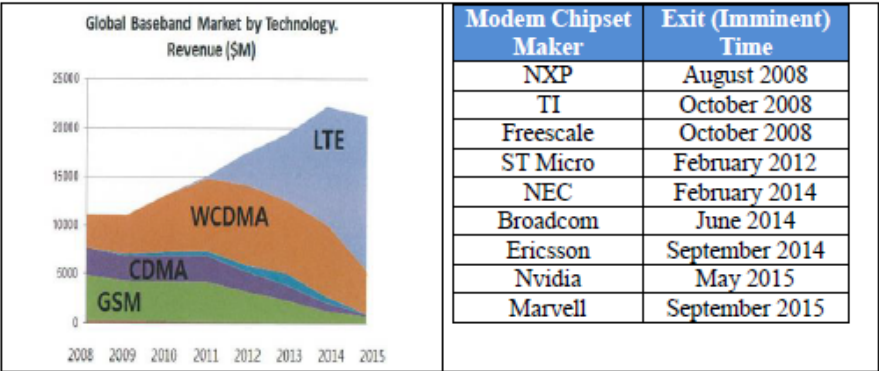 Global Baseband Market by Technology.
Revenue ($M)
25000
20000
15000
10000
5000
0
LTE
WCDMA
CDMA
GSM
2008 2009 2010 2011 2012 2013 2014 2015
Modem Chipset Maker Exit (Imminent) Time
NXP August 2008
TI October 2008
Freescale October 2008
ST Micro February 2012
NEC February 2014
Broadcom June 2014
Ericsson September 2014
Nvidia May 2015
Marvell September 2015